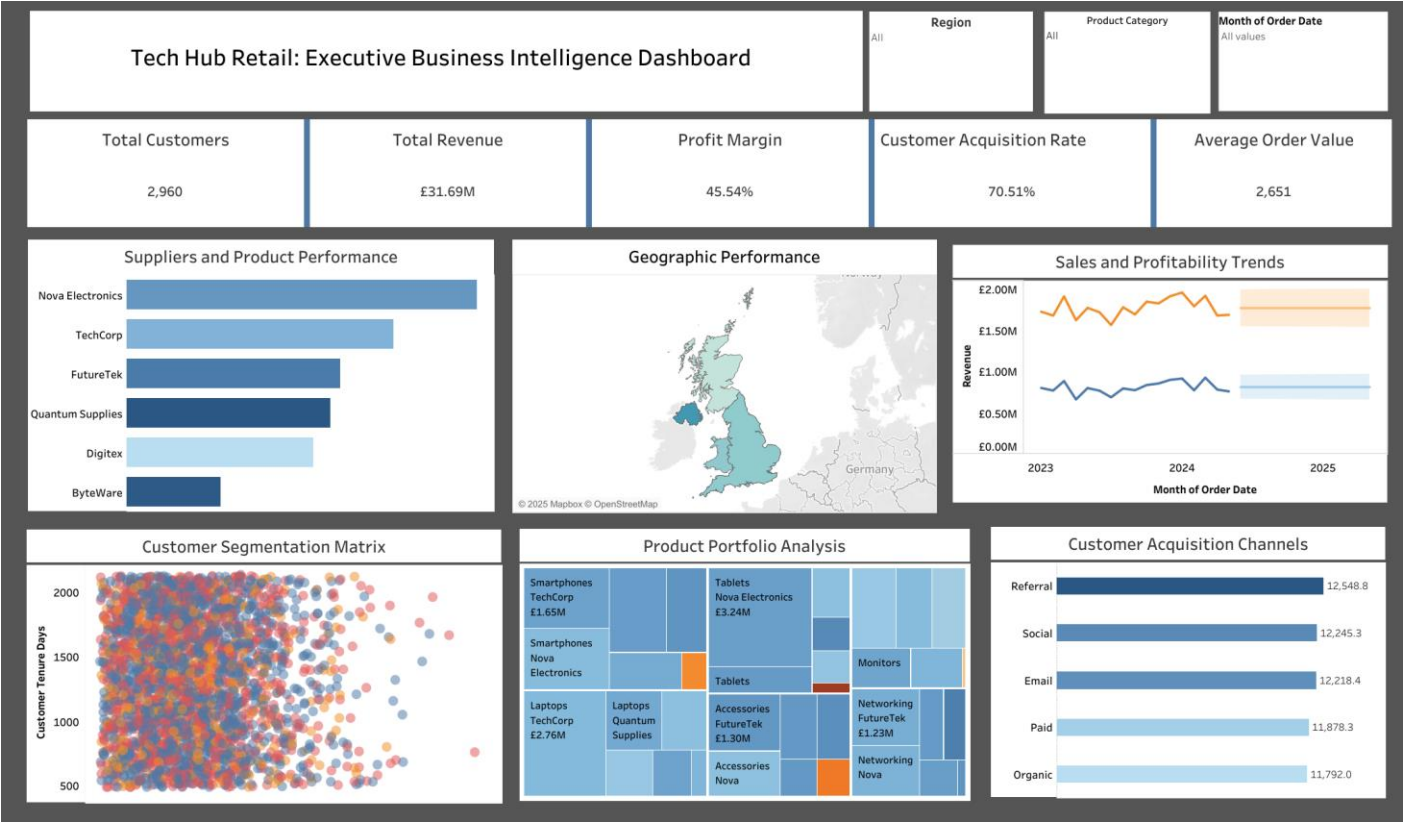 Tech Hub Retail: Executive Business Intelligence Dashboard
Region
All
Product Category
All
Month of Order Date
All values
Total Customers
2,960
Total Revenue
£31.69M
Profit Margin
45.54%
Customer Acquisition Rate
70.51%
Average Order Value
2,651
Suppliers and Product Performance
Nova Electronics
TechCorp
FutureTek
Quantum Supplies
Digitex
ByteWare
Geographic Performance
Germany
© 2025 Mapbox © OpenStreetMap
Sales and Profitability Trends
Revenue
£2.00M
£1.50M
£1.00M
£0.50M
£0.00M
2023
2024
2025
Month of Order Date
Customer Segmentation Matrix
Customer Tenure Days
2000
1500
1000
500
Product Portfolio Analysis
Smartphones
TechCorp
£1.65M
Smartphones
Nova
Electronics
Laptops
TechCorp
£2.76M
Laptops
Quantum
Supplies
Tablets
Nova Electronics
£3.24M
Tablets
Accessories
FutureTek
£1.30M
Accessories
Nova
Monitors
Networking
FutureTek
£1.23M
Networking
Nova
Customer Acquisition Channels
Referral
12,548.8
Social
12,245.3
Email
12,218.4
Paid
11,878.3
Organic
11,792.0